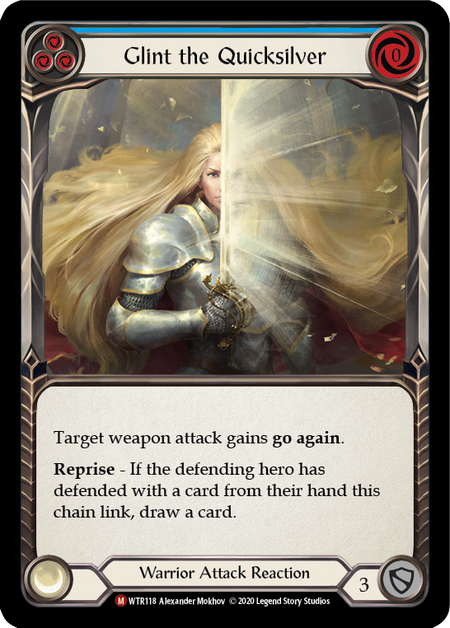 Glint the Quicksilver
0
Target weapon attack gains go again.
Reprise - If the defending hero has
defended with a card from their hand this
chain link, draw a card.
Warrior Attack Reaction
3
M WTR118 Alexander Mokhov © 2020 Legend Story Studios